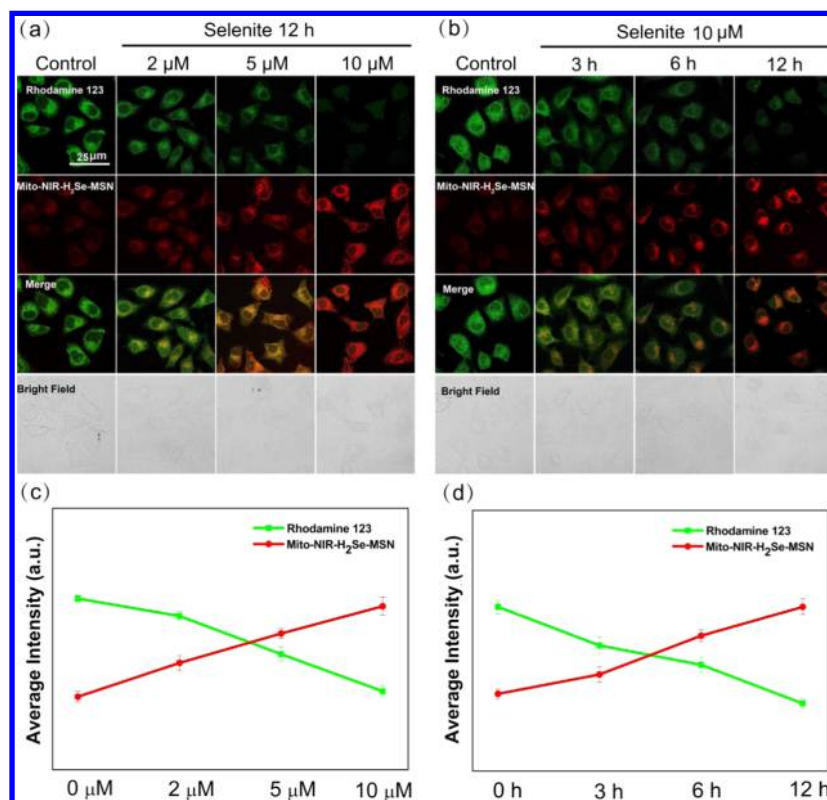 (a)
Selenite 12 h
Control 2 μM 5 μM 10 μM
Rhodamine 123
25μm
Mito-NIR-H2Se-MSN
Merge
Bright Field
(b)
Selenite 10 μM
Control 3 h 6 h 12 h
Rhodamine 123
Mito-NIR-H2Se-MSN
Merge
Bright Field
(c)
Rhodamine 123
Mito-NIR-H2Se-MSN
Average Intensity (a.u.)
0 μM 2 μM 5 μM 10 μM
(d)
Rhodamine 123
Mito-NIR-H2Se-MSN
Average Intensity (a.u.)
0 h 3 h 6 h 12 h